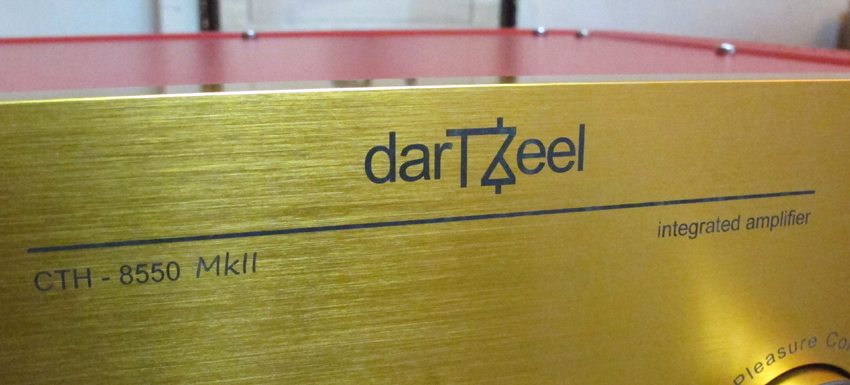 darTZeel
integrated amplifier
CTH - 8550 MkII
Pleasure